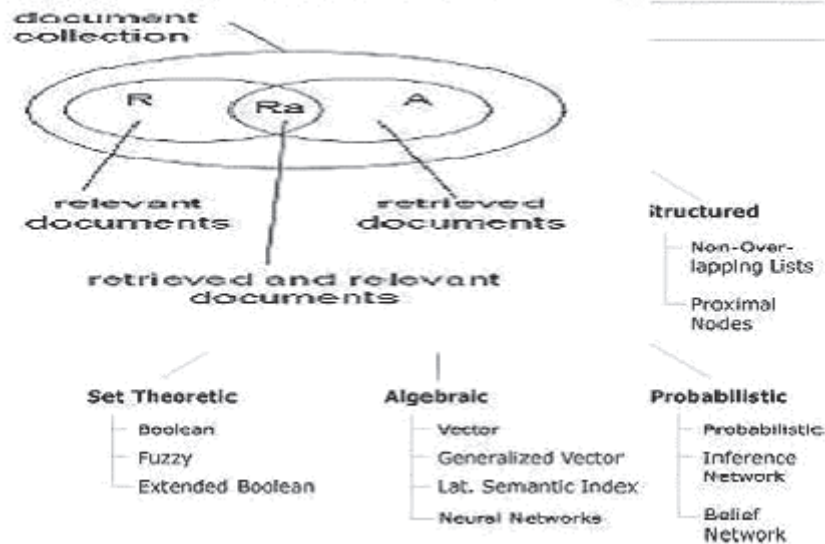 document
collection
R
Ra
A
relevant
documents
retrieved
documents
retrieved and relevant
documents
Structured
Non-Over-
lapping Lists
Proximal
Nodes
Set Theoretic
Boolean
Fuzzy
Extended Boolean
Algebraic
Vector
Generalized Vector
Lat. Semantic Index
Neural Networks
Probabilistic
Probabilistic
Inference
Network
Belief
Network